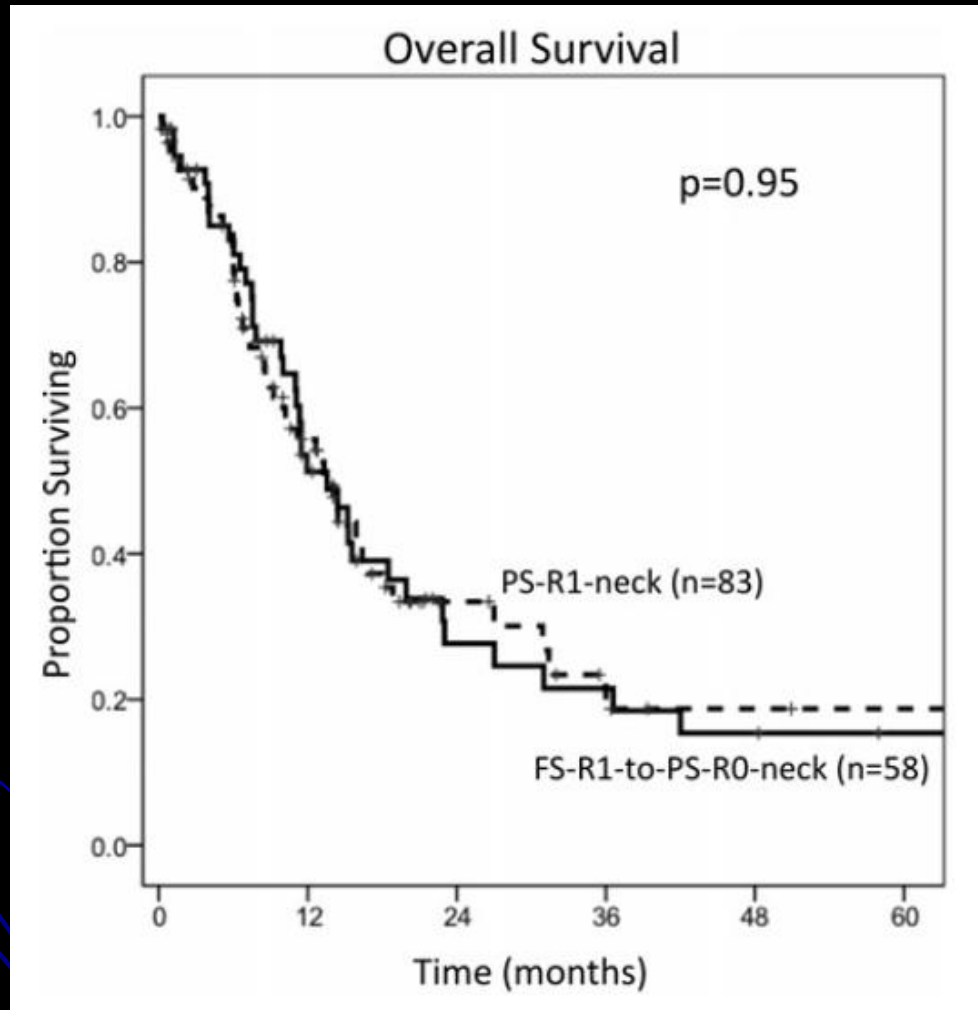 Overall Survival
p=0.95
Proportion Surviving
1.0
0.8
0.6
0.4
0.2
0.0
PS-R1-neck (n=83)
FS-R1-to-PS-R0-neck (n=58)
0 12 24 36 48 60
Time (months)